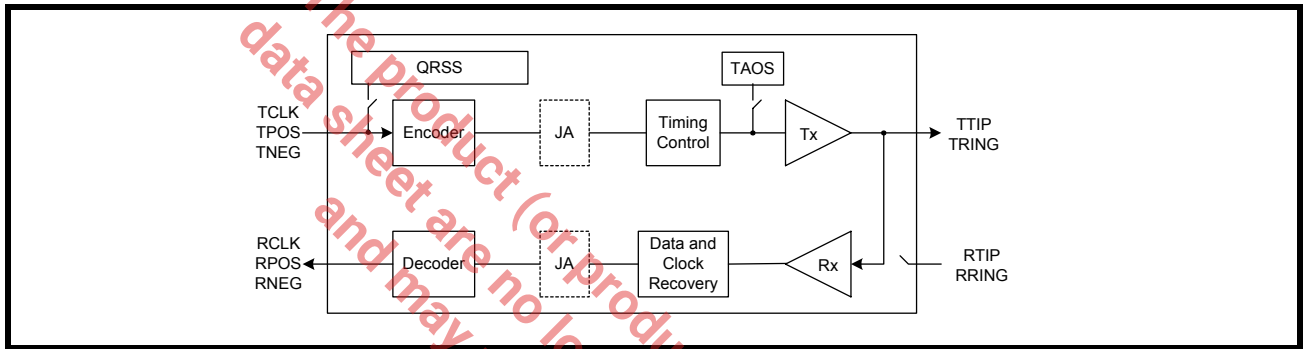 The product (or produ
data sheet are no lo
and may
QRSS
TAOS
TCLK
TPOS
TNEG
Encoder
JA
Timing
Control
Tx
TTIP
TRING
RCLK
RPOS
RNEG
Decoder
JA
Data and
Clock
Recovery
Rx
RTIP
RRING